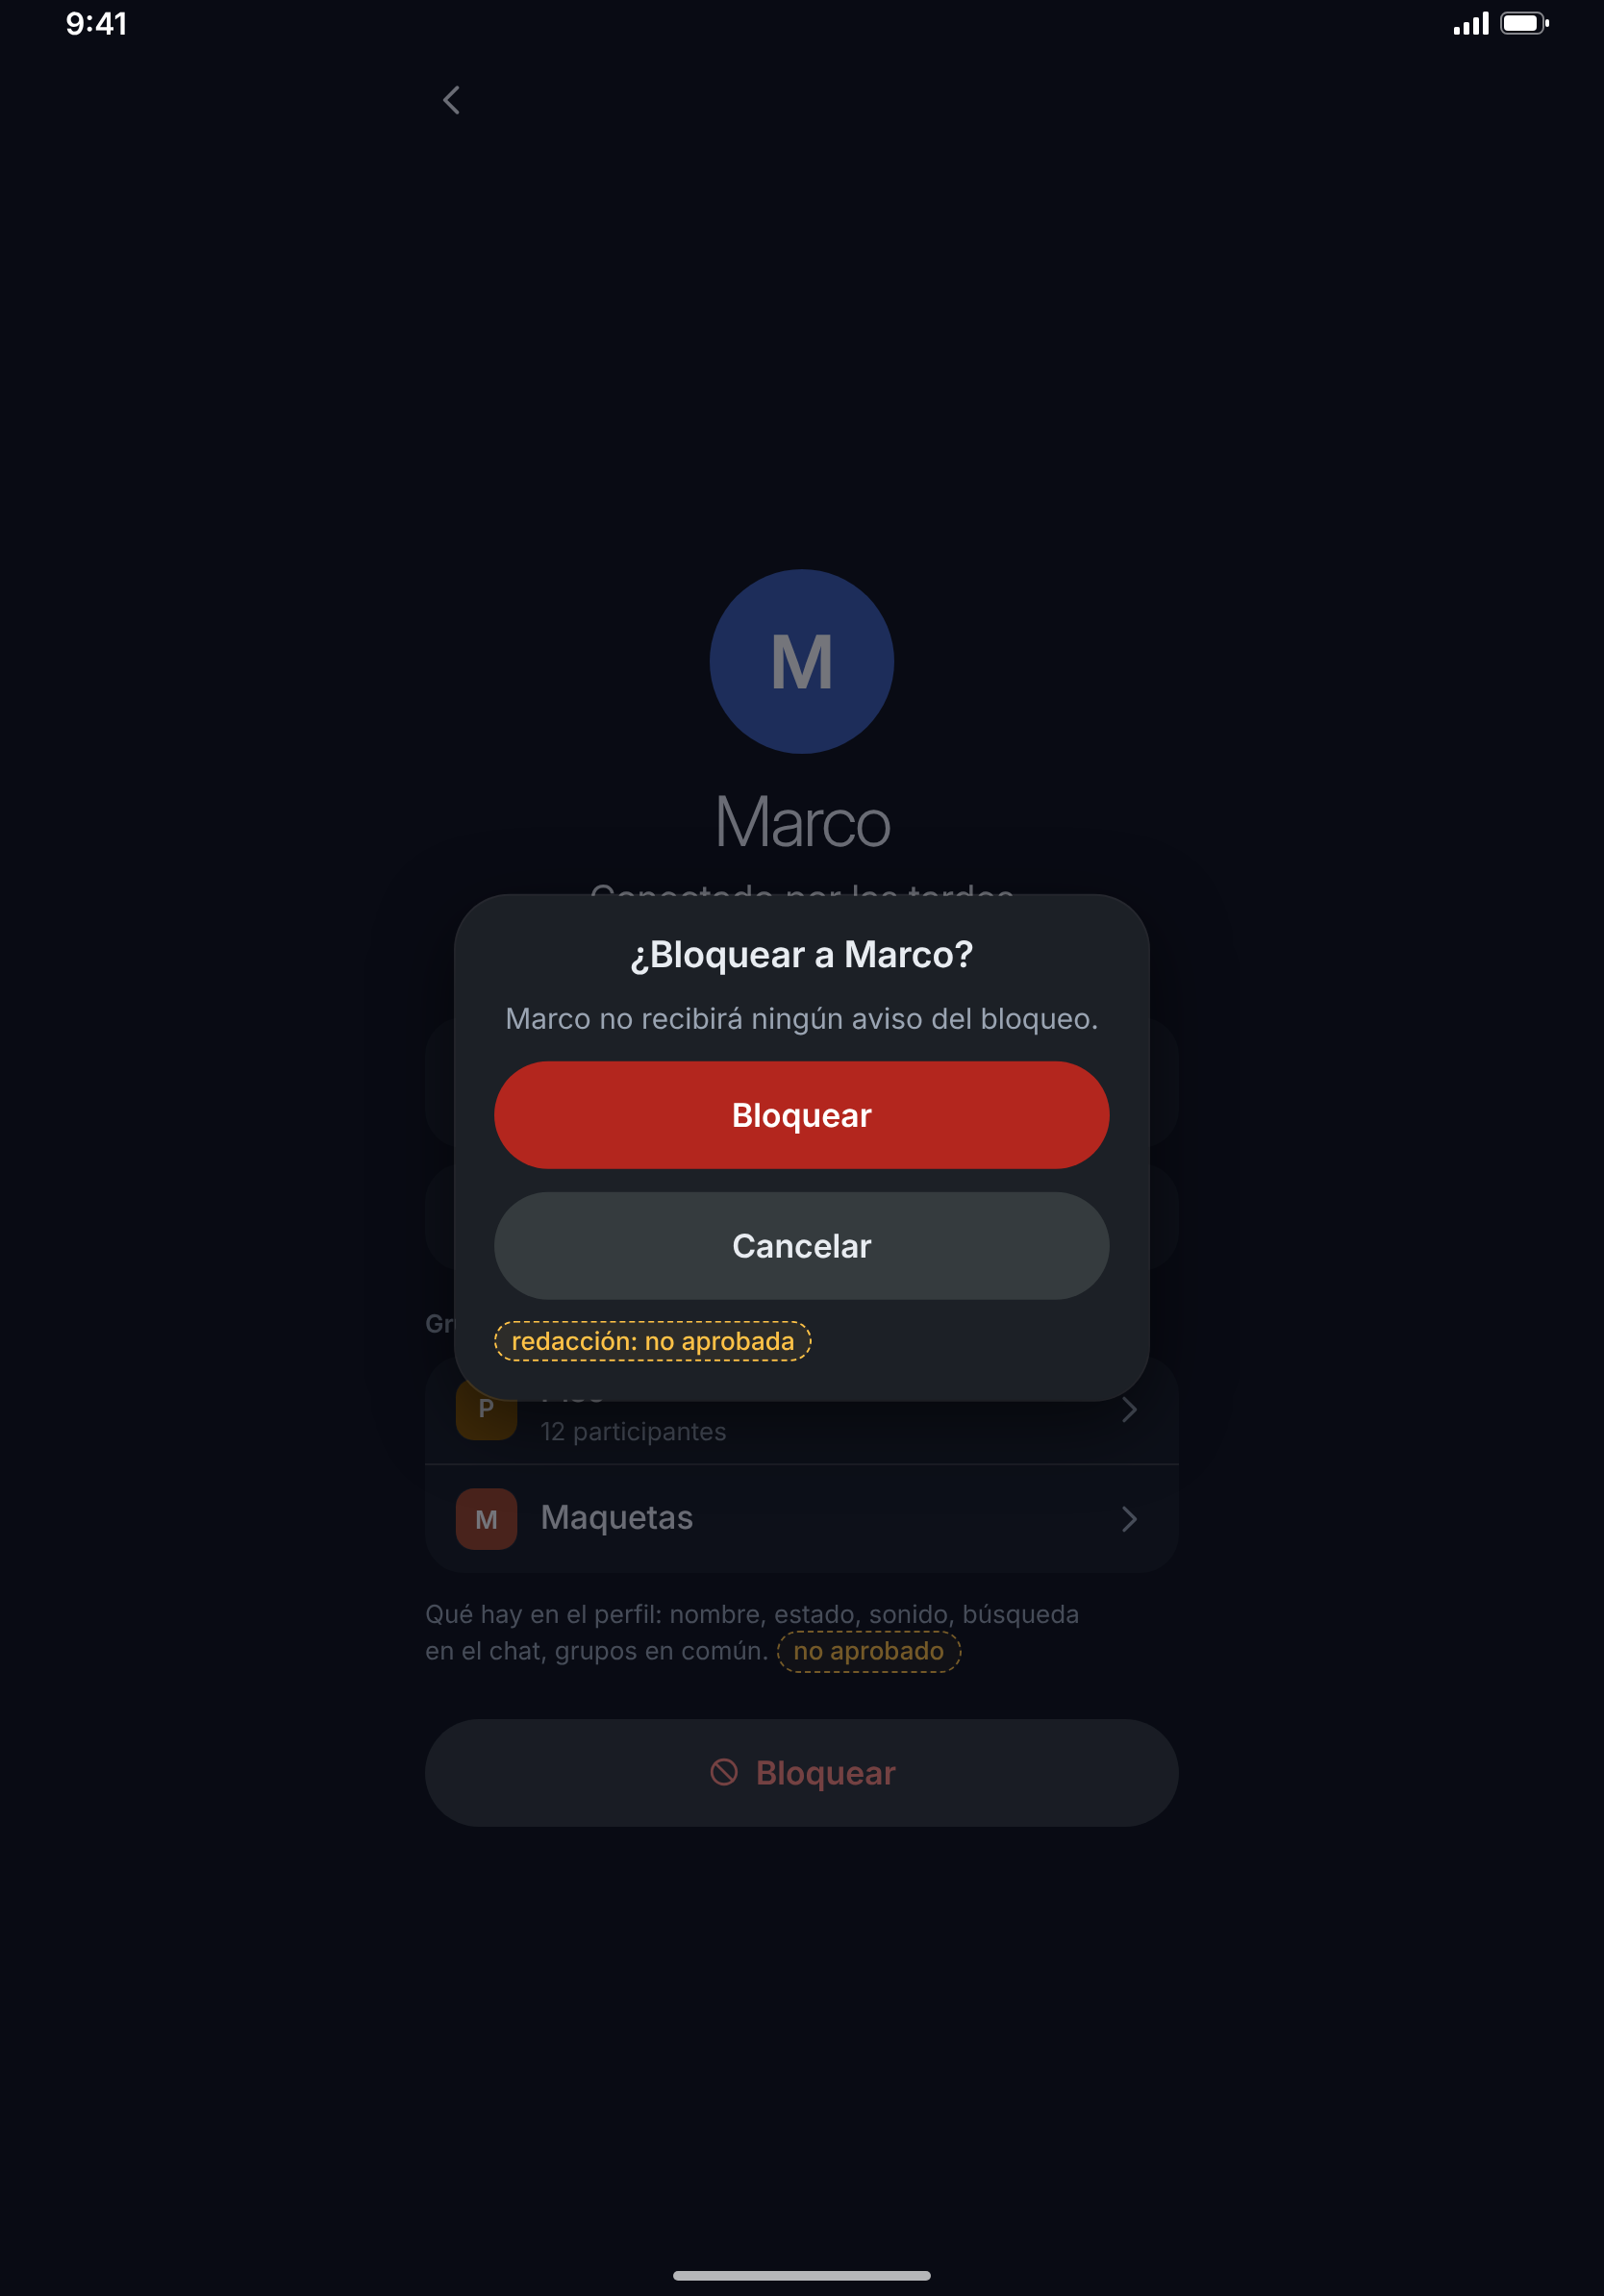 9:41
M
Marco
¿Bloquear a Marco?
Marco no recibirá ningún aviso del bloqueo.
Bloquear
Cancelar
redacción: no aprobada
P
12 participantes
M
Maquetas
Qué hay en el perfil: nombre, estado, sonido, búsqueda
en el chat, grupos en común. no aprobado
Bloquear